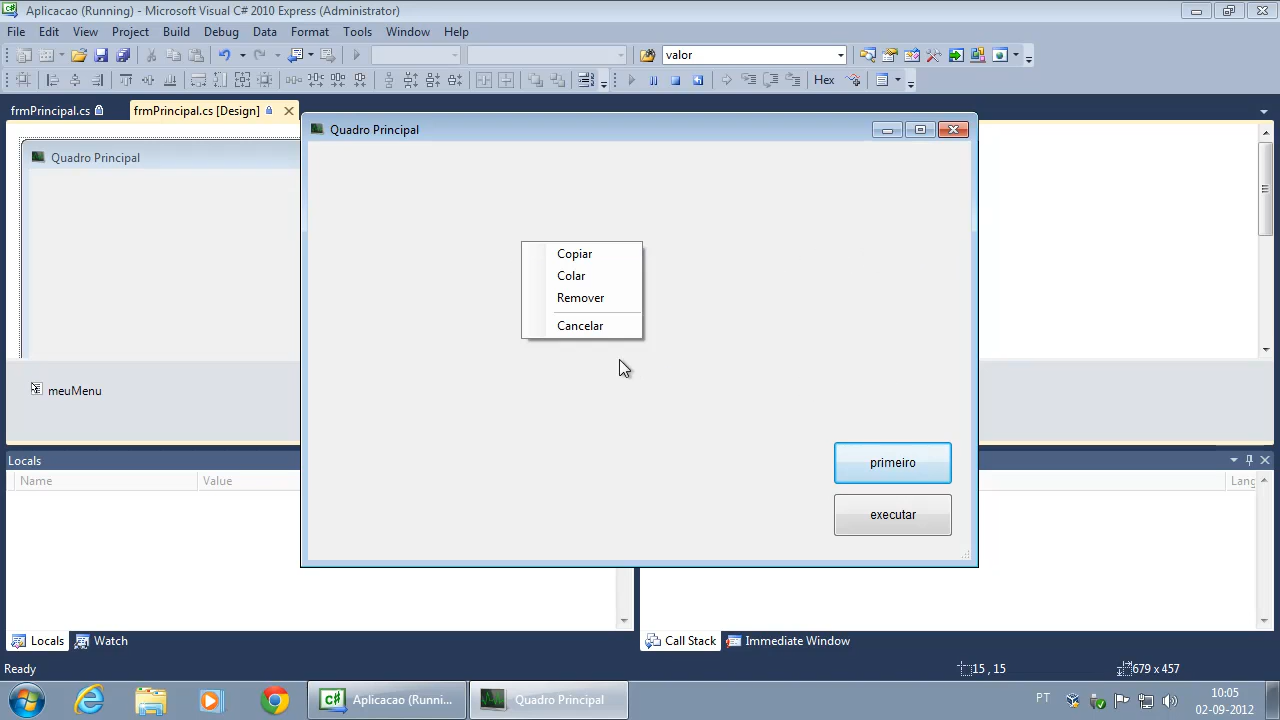 Aplicacao (Running) - Microsoft Visual C# 2010 Express (Administrator)
File Edit View Project Build Debug Data Format Tools Window Help
valor
Hex
frmPrincipal.cs frmPrincipal.cs [Design]
Quadro Principal
Quadro Principal
Copiar
Colar
Remover
Cancelar
meuMenu
primeiro
executar
Locals
Name Value Lang
Locals Watch Call Stack Immediate Window
Ready 15 , 15 679 x 457
C# Aplicacao (Runni... Quadro Principal PT 10:05
02-09-2012